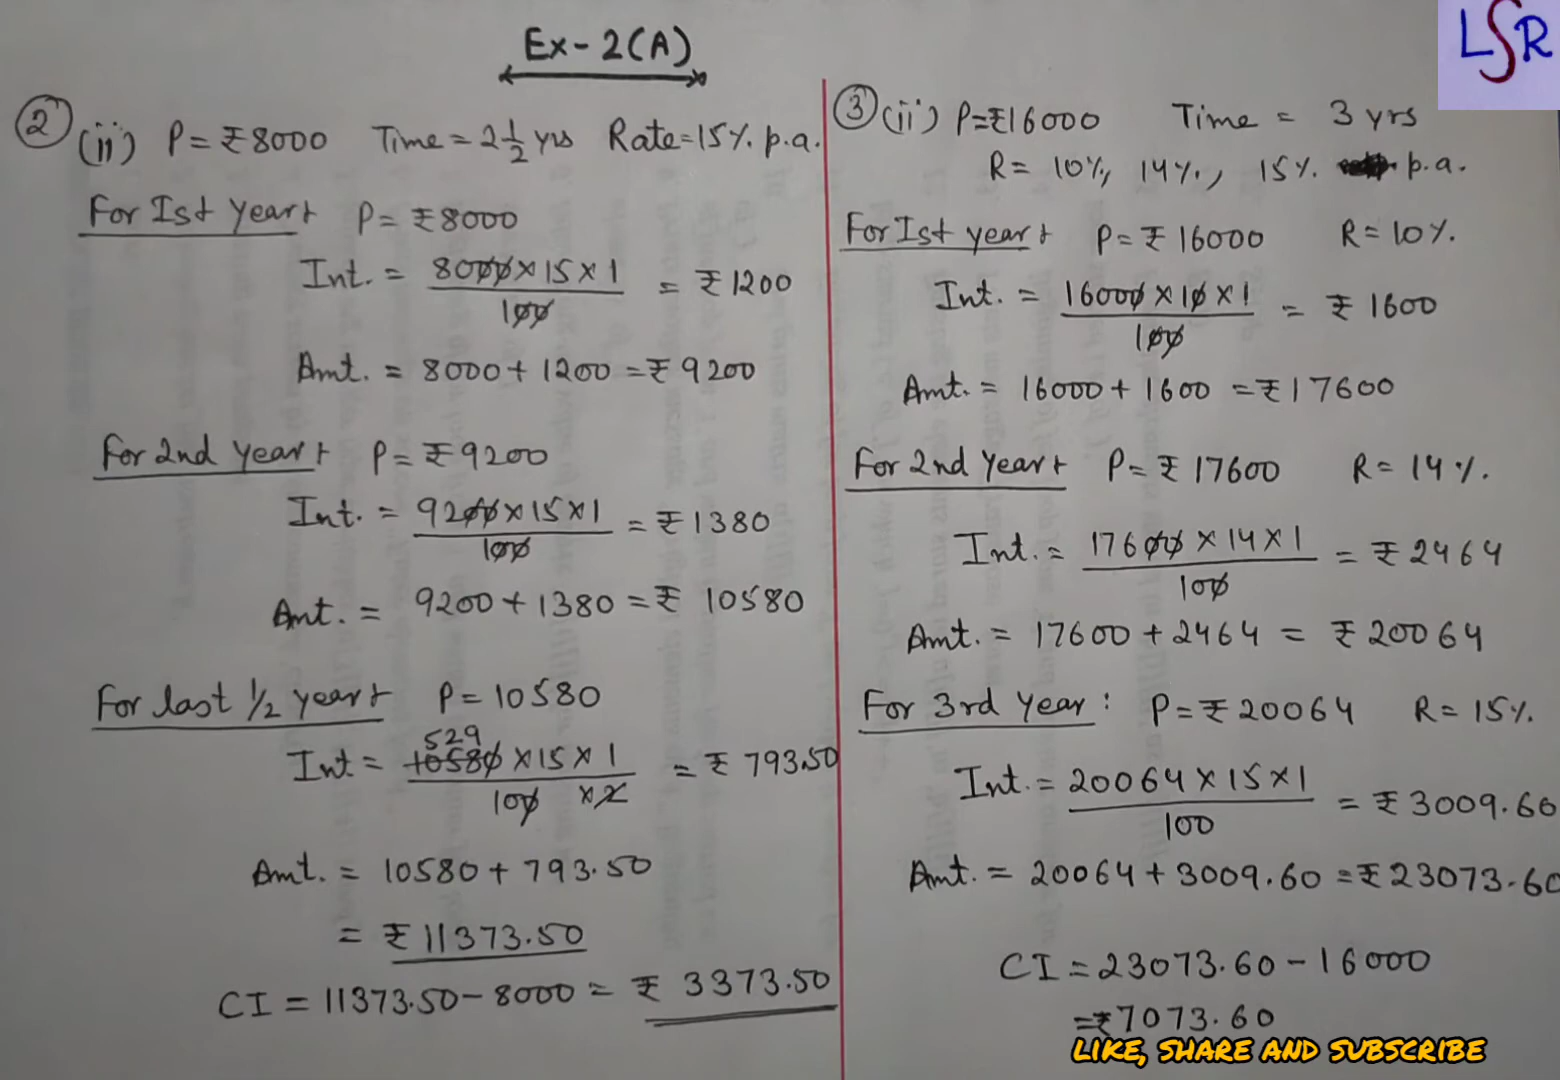 LSR
Ex-2(A)
② (ii) P=₹8000 Time=2½ yrs Rate=15%. p.a.
For Ist year: P=₹8000
Int. = 8000×15×1/100 = ₹1200
Amt. = 8000+1200=₹9200
For 2nd year: P=₹9200
Int. = 9200×15×1/100 = ₹1380
Amt. = 9200+1380=₹ 10580
For last 1/2 year: P=10580
529
Int = 10580×15×1/100×2 = ₹793.50
Amt. = 10580+793.50
= ₹11373.50
CI = 11373.50-8000 = ₹ 3373.50
③ (ii) P=₹16000 Time = 3 yrs
R= 10%, 14%, 15% p.a.
For Ist year: P=₹16000 R=10%.
Int. = 16000×10×1/100 = ₹1600
Amt. = 16000+1600=₹17600
For 2nd year: P=₹17600 R=14%.
Int. = 17600×14×1/100 = ₹2464
Amt. = 17600+2464 = ₹20064
For 3rd year: P=₹20064 R=15%.
Int. = 20064×15×1/100 = ₹3009.60
Amt. = 20064+3009.60=₹23073.60
CI=23073.60-16000
=₹7073.60
LIKE, SHARE AND SUBSCRIBE